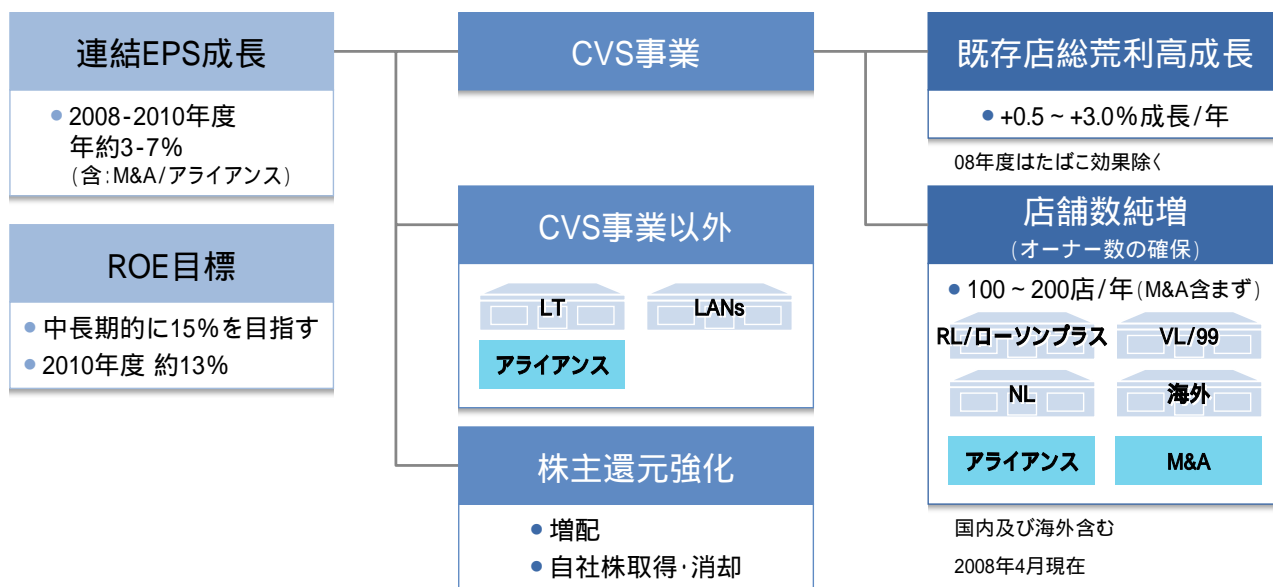 連結EPS成長
● 2008-2010年度
年約3-7%
(含:M&A/アライアンス)
ROE目標
● 中長期的に15%を目指す
● 2010年度 約13%
CVS事業
CVS事業以外
LT
LANs
アライアンス
株主還元強化
● 増配
● 自社株取得・消却
既存店総荒利高成長
● +0.5~+3.0%成長/年
08年度はたばこ効果除く
店舗数純増
(オーナー数の確保)
● 100~200店/年(M&A含まず)
RL/ローソンプラス
VL/99
NL
海外
アライアンス
M&A
国内及び海外含む
2008年4月現在